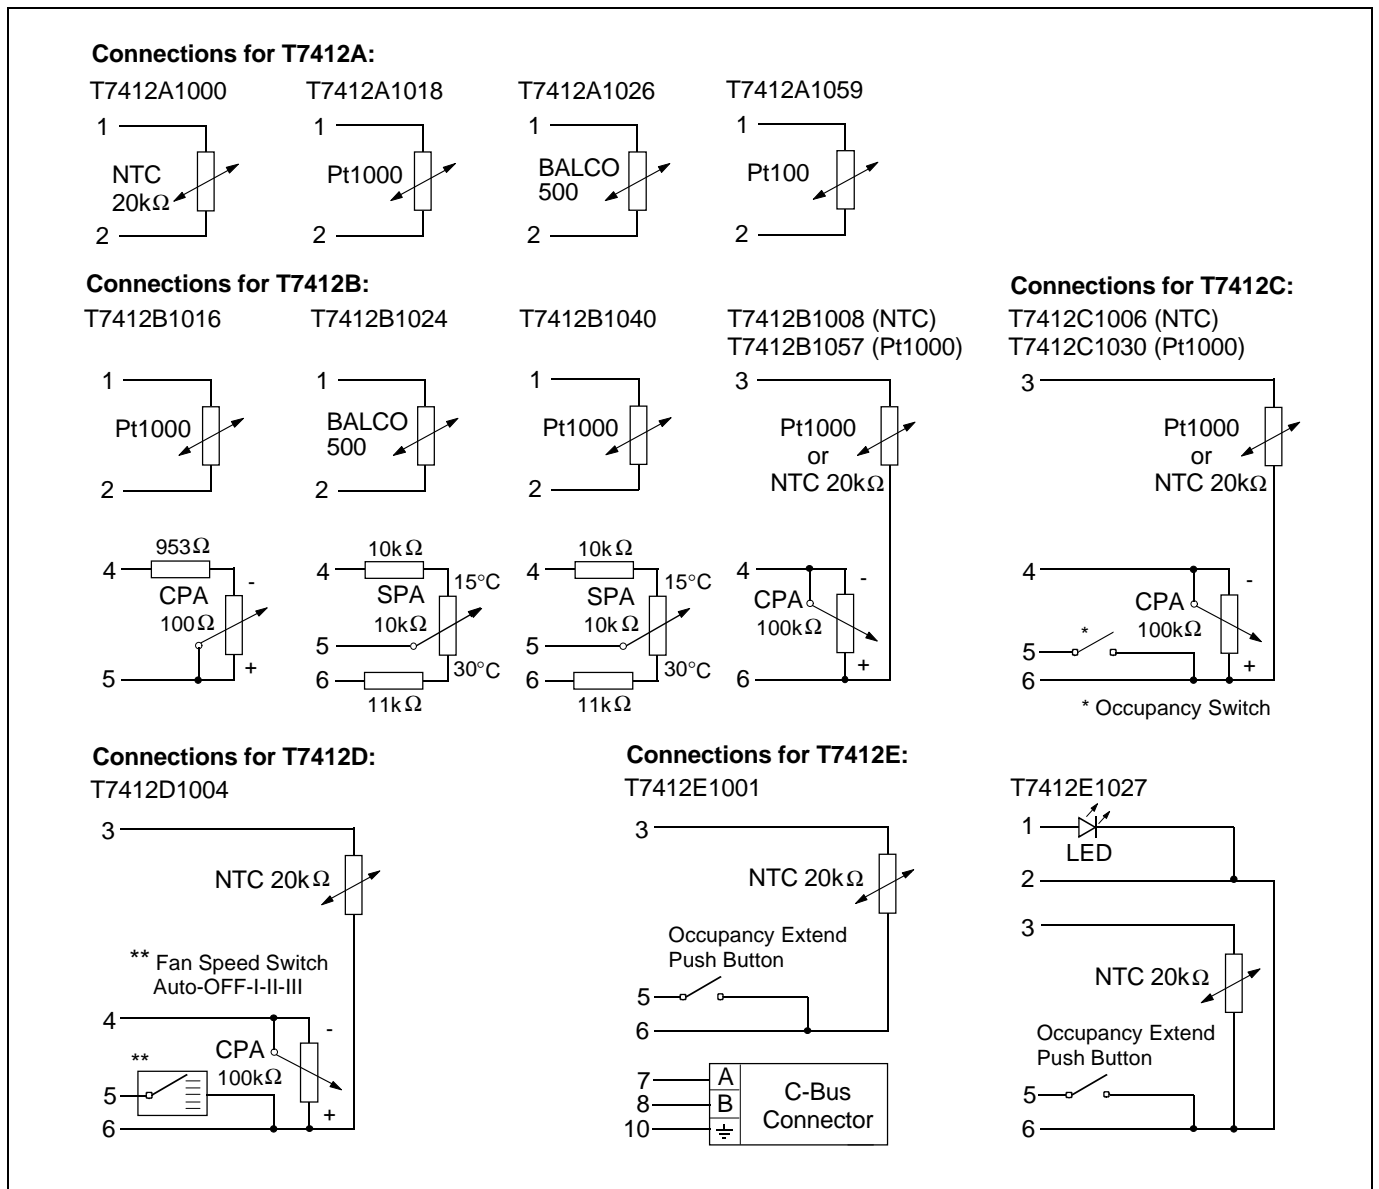 Connections for T7412A:
T7412A1000
1
NTC
20kΩ
2
T7412A1018
1
Pt1000
2
T7412A1026
1
BALCO
500
2
T7412A1059
1
Pt100
2
Connections for T7412B:
T7412B1016
1
Pt1000
2
953Ω
4
-
CPA
100Ω
5
+
T7412B1024
1
BALCO
500
2
10kΩ
4
15°C
SPA
10kΩ
5
6
30°C
11kΩ
T7412B1040
1
Pt1000
2
10kΩ
4
15°C
SPA
10kΩ
5
6
30°C
11kΩ
T7412B1008 (NTC)
T7412B1057 (Pt1000)
3
Pt1000
or
NTC 20kΩ
4
-
CPA
100kΩ
+
6
Connections for T7412C:
T7412C1006 (NTC)
T7412C1030 (Pt1000)
3
Pt1000
or
NTC 20kΩ
4
-
CPA
100kΩ
*
5
+
6
* Occupancy Switch
Connections for T7412D:
T7412D1004
3
NTC 20kΩ
** Fan Speed Switch
Auto-OFF-I-II-III
4
-
CPA
100kΩ
**
5
+
6
Connections for T7412E:
T7412E1001
3
NTC 20kΩ
Occupancy Extend
Push Button
5
6
7 A
8 B
10
C-Bus
Connector
T7412E1027
1
LED
2
3
NTC 20kΩ
Occupancy Extend
Push Button
5
6